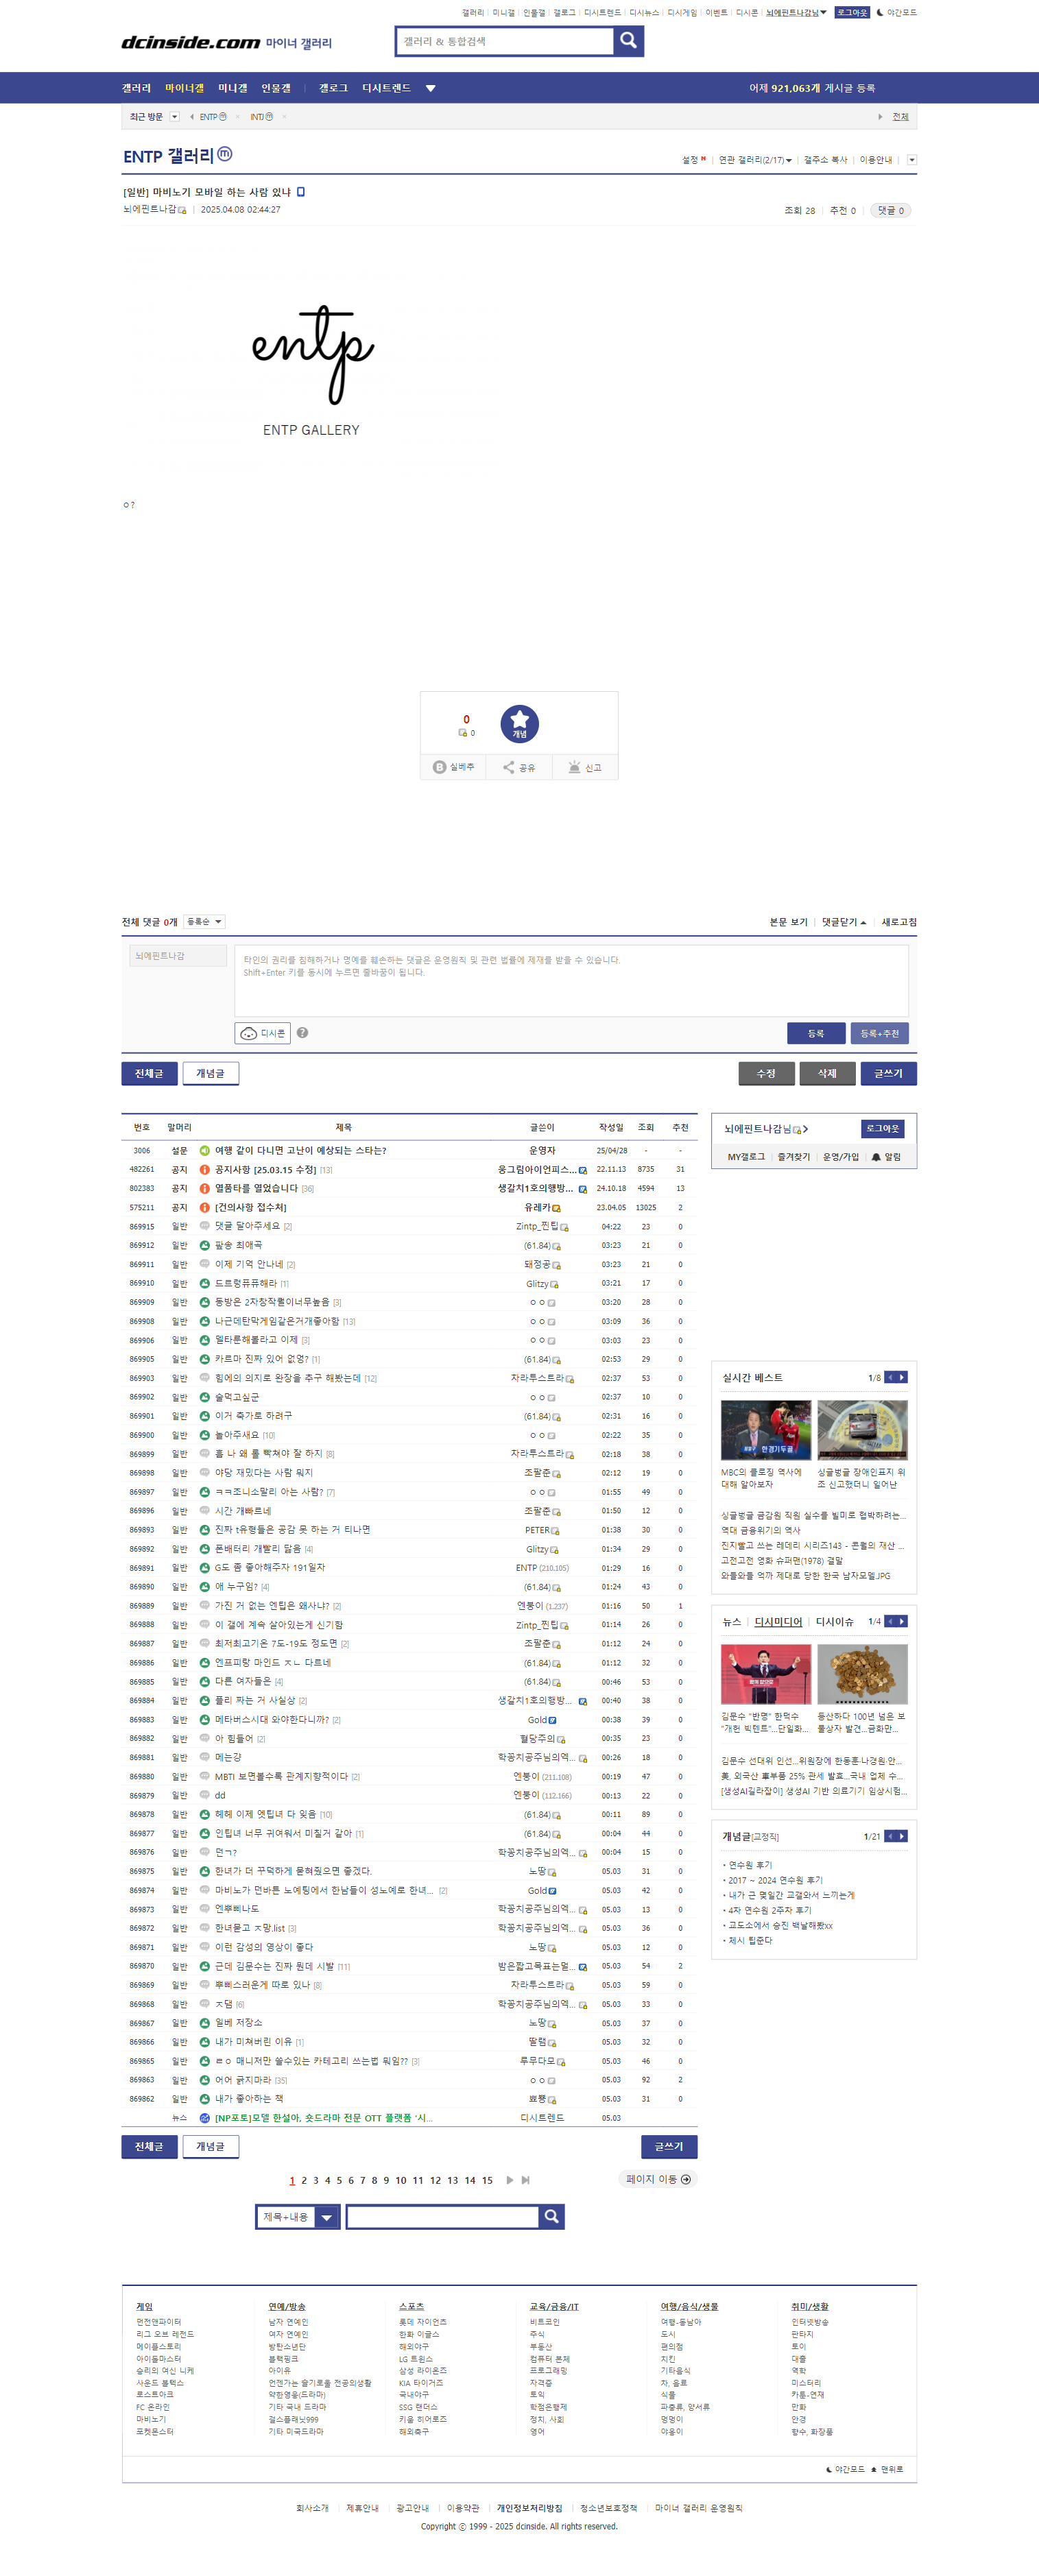 갤러리 | 미니갤 | 인물갤 | 갤로그 | 디시트렌드 | 디시뉴스 | 디시게임 | 이벤트 | 디시콘 | 뇌에핀트나감님 로그아웃 야간모드
dcinside.com 마이너 갤러리
갤러리 & 통합검색
갤러리 마이너갤 미니갤 인물갤 | 갤로그 디시트렌드
어제 921,063개 게시글 등록
최근 방문 ENTPⓜ × INTJⓜ × 전체
ENTP 갤러리ⓜ
설정 | 연관 갤러리(2/17) | 갤주소 복사 | 이용안내
[일반] 마비노기 모바일 하는 사람 있냐
뇌에핀트나감 | 2025.04.08 02:44:27
조회 28 | 추천 0 | 댓글 0
entp
ENTP GALLERY
ㅇ?
0
0
개념
실베추 공유 신고
전체 댓글 0개 등록순
본문 보기 | 댓글닫기 | 새로고침
뇌에핀트나감
타인의 권리를 침해하거나 명예를 훼손하는 댓글은 운영원칙 및 관련 법률에 제재를 받을 수 있습니다.
Shift+Enter 키를 동시에 누르면 줄바꿈이 됩니다.
디시콘 ?
등록 등록+추천
전체글 개념글
수정 삭제 글쓰기
번호 말머리 제목 글쓴이 작성일 조회 추천
3006 설문 여행 같이 다니면 고난이 예상되는 스타는? 운영자 25/04/28 - -
482261 공지 공지사항 [25.03.15 수정] [13] 몽그림아이언피스... 22.11.13 8735 31
802383 공지 열품타를 열었습니다 [36] 생갈치1호의행방... 24.10.18 4594 13
575211 공지 [건의사항 접수처] 유레카 23.04.05 13025 2
869915 일반 댓글 달아주세요 [2] Zintp_찐팁 04:22 23 0
869912 일반 팔송 최애곡 (61.84) 03:23 21 0
869911 일반 이제 기억 안나네 [2] 돼정공 03:23 21 0
869910 일반 드르렁퓨퓨해라 [1] Glitzy 03:21 17 0
869909 일반 동방은 2차창작퀄이너무높음 [3] ㅇㅇ 03:20 28 0
869908 일반 나근데탄막게임같은거개좋아함 [13] ㅇㅇ 03:09 36 0
869906 일반 델타룬해볼라고 이제 [3] ㅇㅇ 03:03 23 0
869905 일반 카르마 진짜 있어 없엉? [1] (61.84) 02:53 29 0
869903 일반 힘에의 의지로 완장을 추구 해봤는데 [12] 자라투스트라 02:37 53 0
869902 일반 술먹고싶군 ㅇㅇ 02:37 10 0
869901 일반 이거 축가로 하려구 (61.84) 02:31 16 0
869900 일반 놀아주새요 [10] ㅇㅇ 02:22 35 0
869899 일반 흠 나 왜 롤 빡쳐야 잘 하지 [8] 자라투스트라 02:18 38 0
869898 일반 야당 재밌다는 사람 뭐지 조팔준 02:12 19 0
869897 일반 ㅋㅋ조니소말리 아는 사람? [7] ㅇㅇ 01:55 49 0
869896 일반 시간 개빠르네 조팔준 01:50 12 0
869893 일반 진짜 t유형들은 공감 못 하는 거 티나면 PETER 01:38 30 0
869892 일반 폰배터리 개빨리 닳음 [4] Glitzy 01:34 29 0
869891 일반 G도 좀 좋아해주자 191일차 ENTP (210.105) 01:29 16 0
869890 일반 얘 누구임? [4] (61.84) 01:24 43 0
869889 일반 가진 거 없는 엔팁은 왜사냐? [2] 엔붕이 (1.237) 01:16 50 1
869888 일반 이 갤에 계속 살아있는게 신기함 Zintp_찐팁 01:14 26 0
869887 일반 최저최고기온 7도-19도 정도면 [2] 조팔준 01:12 24 0
869886 일반 엔프피랑 마인드 ㅈㄴ 다르네 (61.84) 01:12 32 0
869885 일반 다른 여자들은 [4] (61.84) 00:46 53 0
869884 일반 플리 짜는 거 사실상 [2] 생갈치1호의행방... 00:40 38 0
869883 일반 메타버스시대 와야한다니까? [2] Gold 00:38 39 0
869882 일반 아 힘들어 [2] 혈당주의 00:35 23 0
869881 일반 메는걍 학꽁치공주님의역... 00:26 18 0
869880 일반 MBTI 보면볼수록 관계지향적이다 [2] 엔붕이 (211.108) 00:19 47 0
869879 일반 dd 엔붕이 (112.166) 00:13 22 0
869878 일반 헤헤 이제 엣팁녀 다 잊음 [10] (61.84) 00:11 89 0
869877 일반 인팁녀 너무 귀여워서 미칠거 같아 [1] (61.84) 00:04 44 0
869876 일반 던ㄱ? 학꽁치공주님의역... 00:04 15 0
869875 일반 한녀가 더 꾸덕하게 묻혀줬으면 좋겠다. 노땅 05.03 31 0
869874 일반 마비노가 던바튼 노예팅에서 한남들이 성노예로 한녀... [2] Gold 05.03 42 0
869873 일반 엔뿌삐나도 학꽁치공주님의역... 05.03 13 0
869872 일반 한녀묻고 ㅈ망.list [3] 학꽁치공주님의역... 05.03 36 0
869871 일반 이런 감성의 영상이 좋다 노땅 05.03 12 0
869870 일반 근데 김문수는 진짜 뭔데 시발 [11] 밤은짧고목표는멀... 05.03 54 2
869869 일반 뿌삐스러운게 따로 있나 [8] 자라투스트라 05.03 59 0
869868 일반 ㅈ댐 [6] 학꽁치공주님의역... 05.03 33 0
869867 일반 일베 저장소 노땅 05.03 37 0
869866 일반 내가 미쳐버린 이유 [1] 딸램 05.03 32 0
869865 일반 ㄹㅇ 매니저만 쓸수있는 카테고리 쓰는법 뭐임?? [3] 루무다모 05.03 46 0
869863 일반 어어 긁지마라 [35] ㅇㅇ 05.03 92 2
869862 일반 내가 좋아하는 책 뾰뿅 05.03 31 0
뉴스 [NP포토]모델 한설아, 숏드라마 전문 OTT 플랫폼 '시... 디시트렌드 05.03
전체글 개념글 글쓰기
1 2 3 4 5 6 7 8 9 10 11 12 13 14 15
페이지 이동
제목+내용
뇌에핀트나감님 로그아웃
MY갤로그 | 즐겨찾기 | 운영/가입 | 알림
실시간 베스트 1/8
한경기두골
MBC의 클로징 역사에 대해 알아보자
싱글벙글 장애인표지 위조 신고했더니 일어난
싱글벙글 금감원 직원 실수를 빌미로 협박하려는...
역대 금융위기의 역사
진지빨고 쓰는 레데리 시리즈143 - 콘월의 재산 ...
고전고전 영화 슈퍼맨(1978) 결말
와들와들 억까 제대로 당한 한국 남자모델.JPG
뉴스 | 디시미디어 | 디시이슈 1/4
김문수 "반명" 한덕수 "개헌 빅텐트"...단일화...
등산하다 100년 넘은 보물상자 발견...금화만...
김문수 선대위 인선...위원장에 한동훈·나경원·안...
美, 외국산 車부품 25% 관세 발효...국내 업체 수...
[생성AI길라잡이] 생성AI 기반 의료기기 임상시험...
개념글[교정직] 1/21
· 연수원 후기
· 2017 ~ 2024 연수원 후기
· 내가 근 몇일간 교갤와서 느끼는게
· 4차 연수원 2주차 후기
· 교도소에서 승진 백날해봤xx
· 제시 팁준다
게임
던전앤파이터
리그 오브 레전드
메이플스토리
아이돌마스터
승리의 여신 니케
사운드 볼텍스
로스트아크
FC 온라인
마비노기
포켓몬스터
연예/방송
남자 연예인
여자 연예인
방탄소년단
블랙핑크
아이유
언젠가는 슬기로울 전공의생활
약한영웅(드라마)
기타 국내 드라마
걸스플래닛999
기타 미국드라마
스포츠
롯데 자이언츠
한화 이글스
해외야구
LG 트윈스
삼성 라이온즈
KIA 타이거즈
국내야구
SSG 랜더스
키움 히어로즈
해외축구
교육/금융/IT
비트코인
주식
부동산
컴퓨터 본체
프로그래밍
자격증
토익
학점은행제
정치, 사회
영어
여행/음식/생물
여행-동남아
도시
편의점
치킨
기타음식
차, 음료
식물
파충류, 양서류
멍멍이
야옹이
취미/생활
인터넷방송
판타지
토이
대출
역학
미스터리
카툰-연재
만화
안경
향수, 화장품
야간모드 맨위로
회사소개 | 제휴안내 | 광고안내 | 이용약관 | 개인정보처리방침 | 청소년보호정책 | 마이너 갤러리 운영원칙
Copyright ⓒ 1999 - 2025 dcinside. All rights reserved.